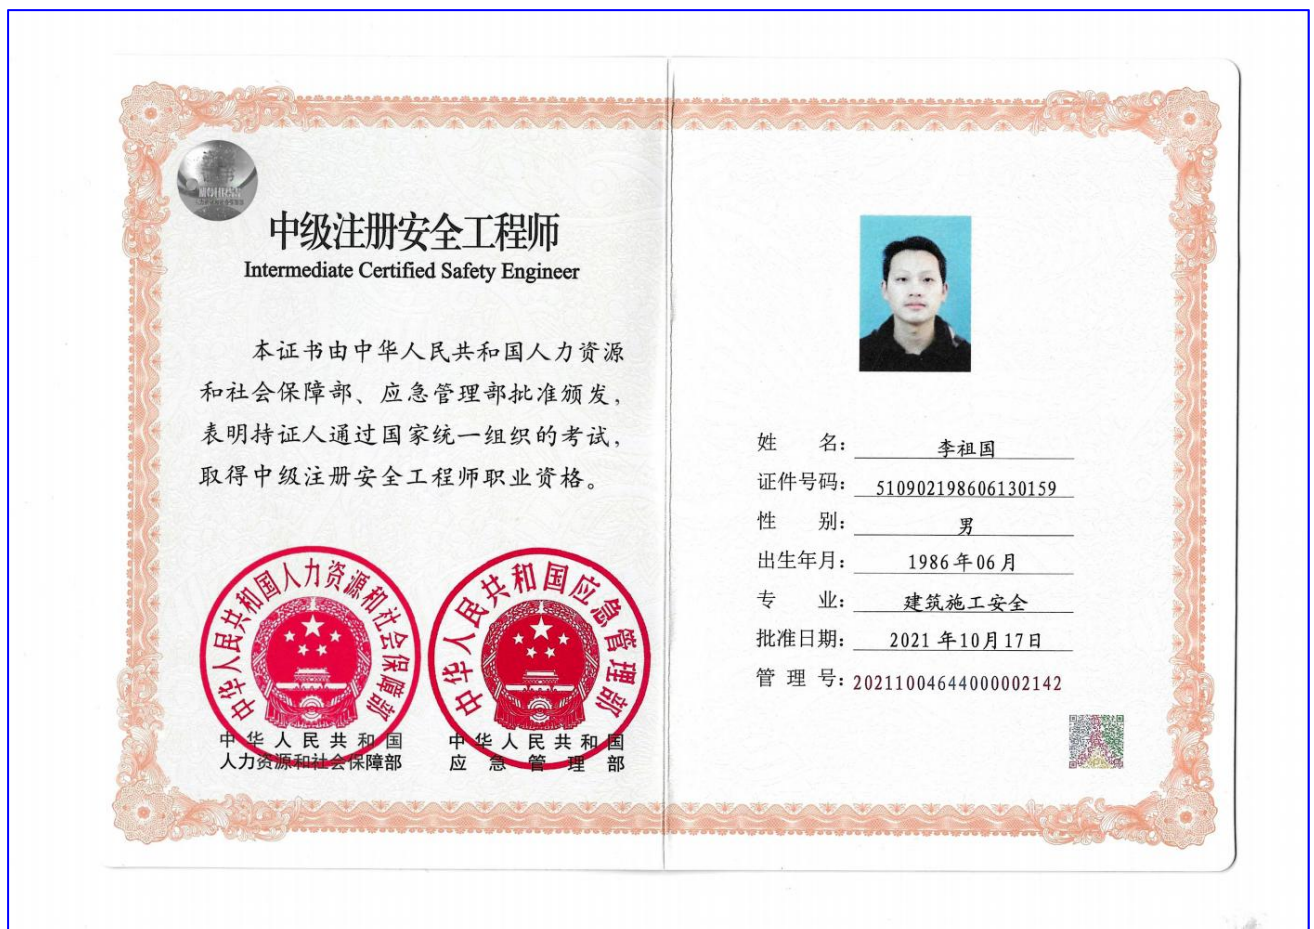 中级注册安全工程师
Intermediate Certified Safety Engineer
本证书由中华人民共和国人力资源
和社会保障部、应急管理部批准颁发，
表明持证人通过国家统一组织的考试，
取得中级注册安全工程师职业资格。
中华人民共和国人力资源和社会保障部
中华人民共和国应急管理部
中华人民共和国
人力资源和社会保障部
中华人民共和国
应急管理部
姓 名：李祖国
证件号码：510902198606130159
性 别：男
出生年月：1986年06月
专 业：建筑施工安全
批准日期：2021年10月17日
管 理 号：20211004644000002142